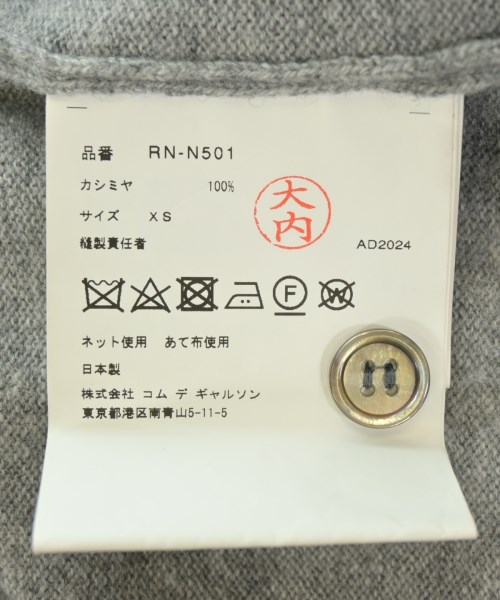 品番 RN-N501
カシミヤ 100%
サイズ XS
縫製責任者
大内
AD2024
F W
ネット使用 あて布使用
日本製
株式会社 コム デ ギャルソン
東京都港区南青山5-11-5